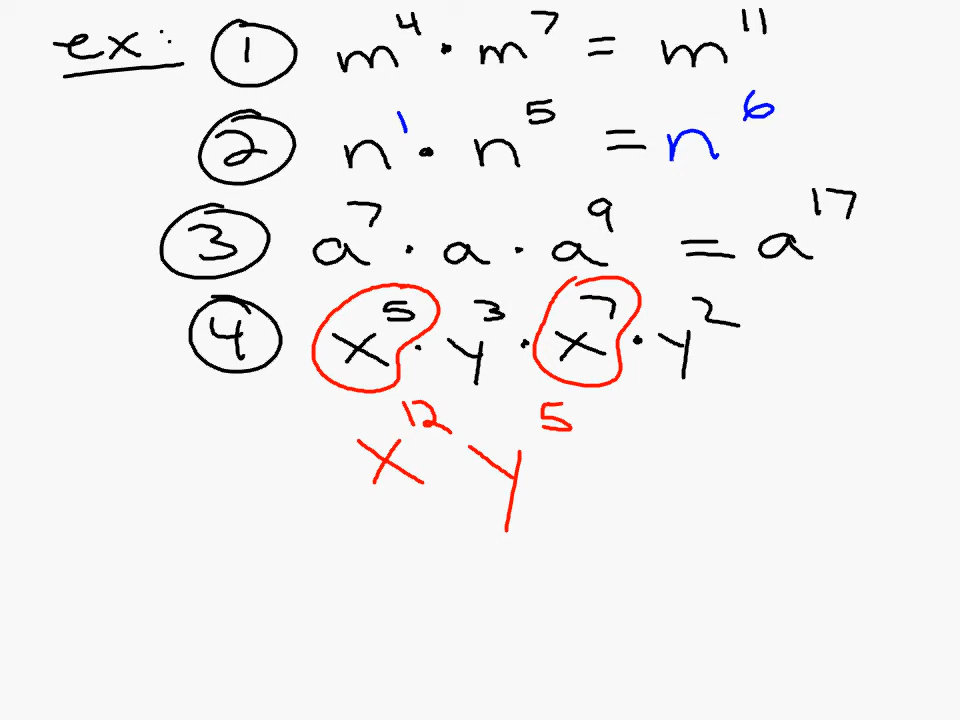 ex: ① m⁴ · m⁷ = m¹¹
② n¹ · n⁵ = n⁶
③ a⁷ · a · a⁹ = a¹⁷
④ x⁵ · y³ · x⁷ · y²
x¹² y⁵